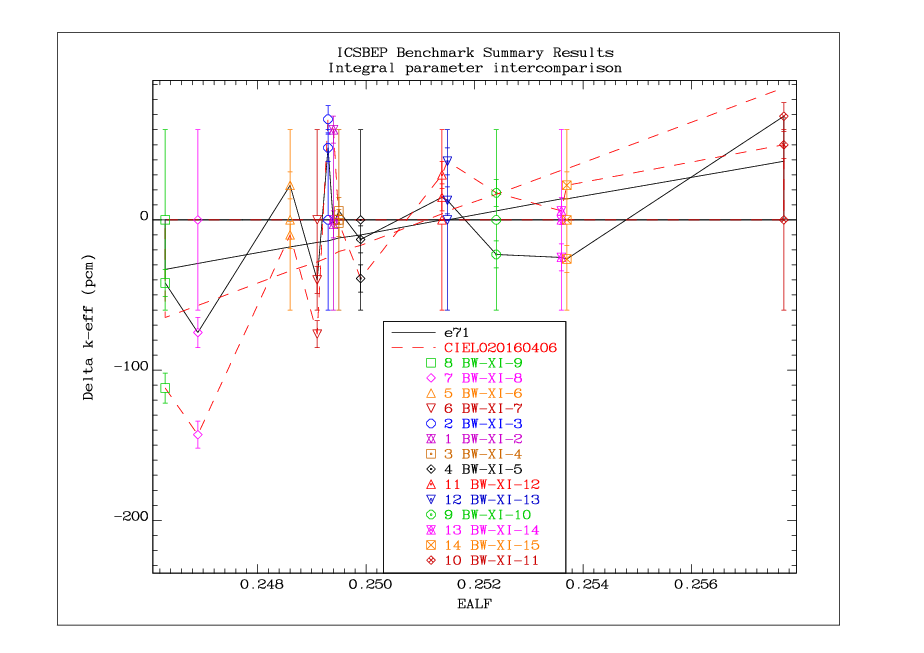 ICSBEP Benchmark Summary Results
Integral parameter intercomparison
Delta k-eff (pcm)
0
-100
-200
e71
CIELO20160406
8 BW-XI-9
7 BW-XI-8
5 BW-XI-6
6 BW-XI-7
2 BW-XI-3
1 BW-XI-2
3 BW-XI-4
4 BW-XI-5
11 BW-XI-12
12 BW-XI-13
9 BW-XI-10
13 BW-XI-14
14 BW-XI-15
10 BW-XI-11
0.248 0.250 0.252 0.254 0.256
EALF